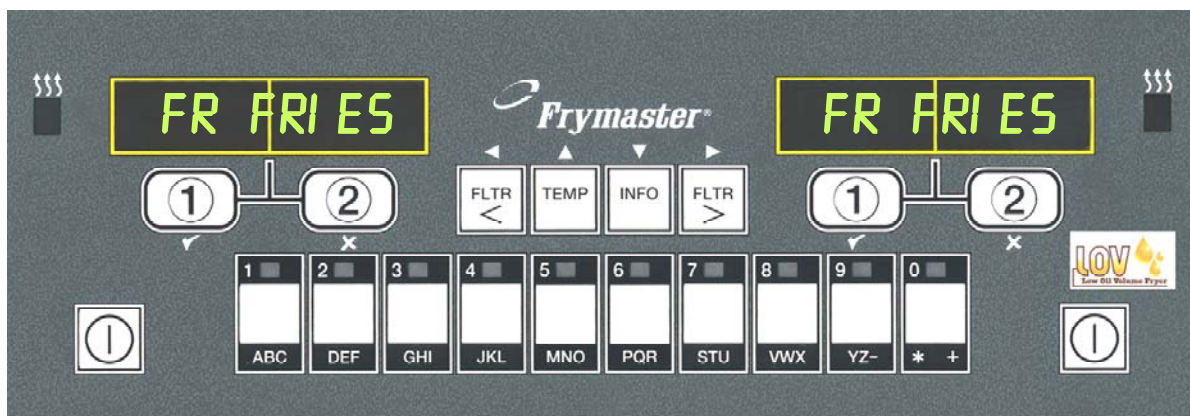 FR FRIES
Frymaster®
FR FRIES
1 2
FLTR < TEMP INFO FLTR >
1 2
1 2 3 4 5 6 7 8 9 0
ABC DEF GHI JKL MNO PQR STU VWX YZ- * +
LOV
Low Oil Volume Fryer